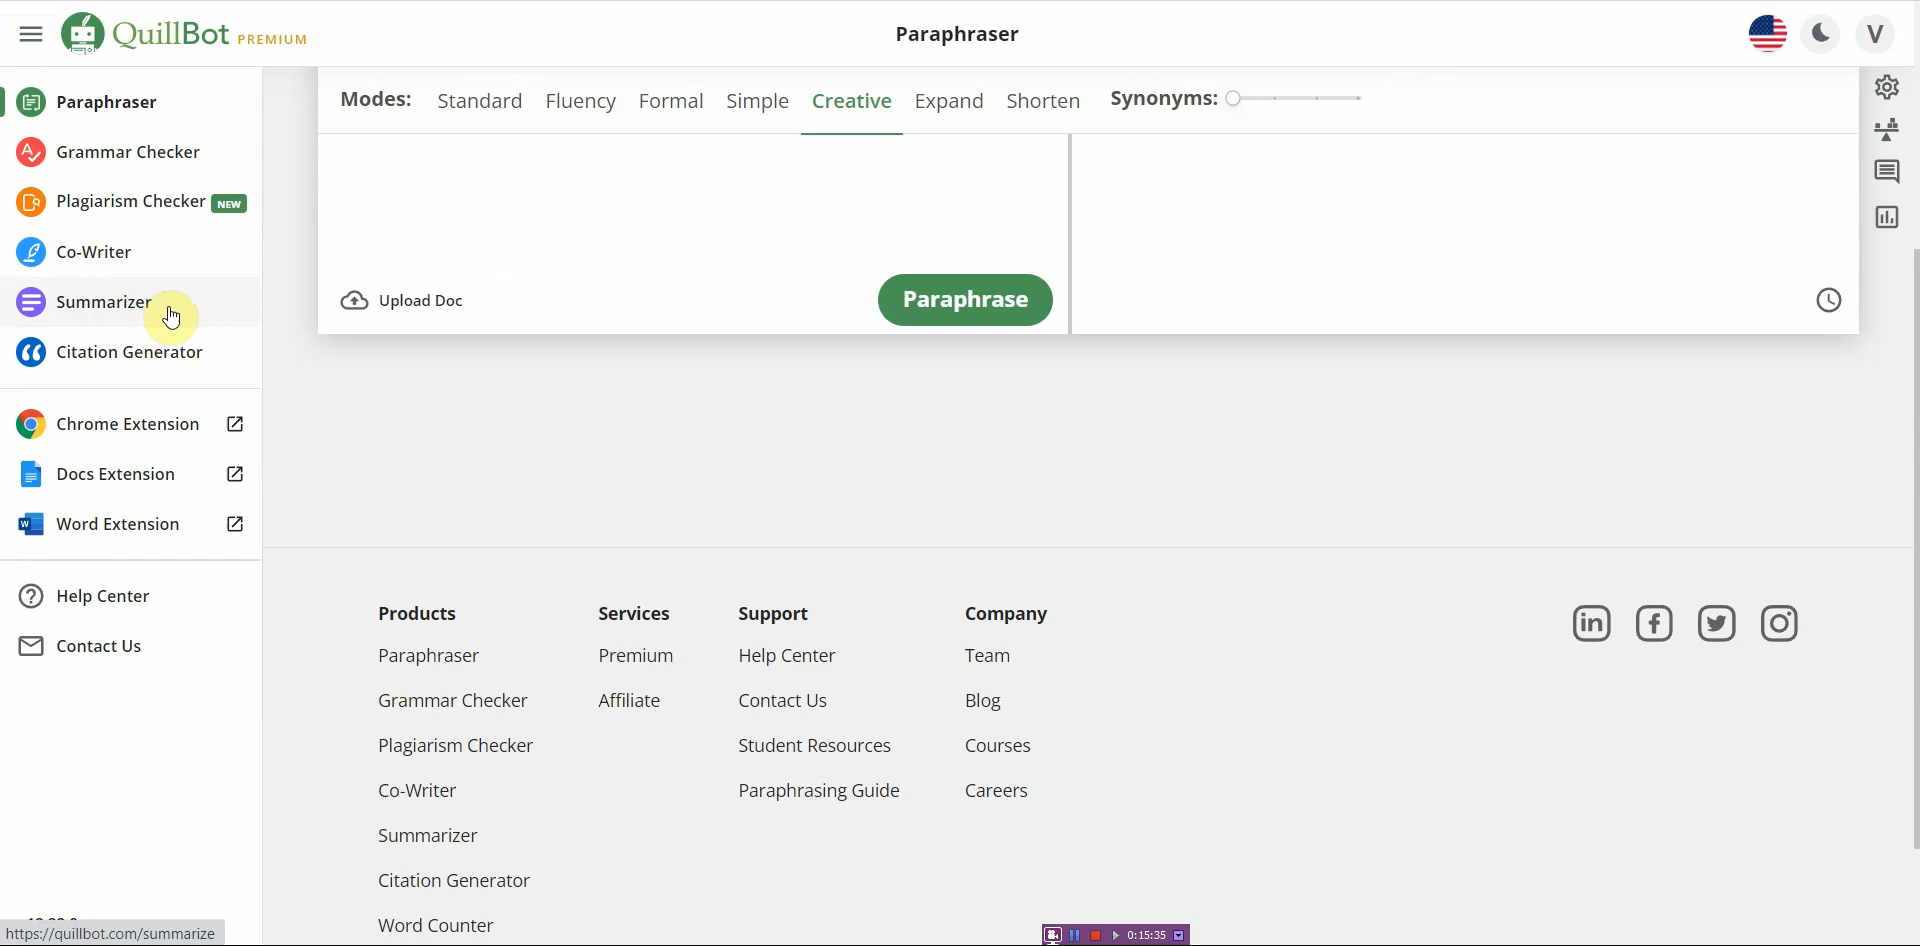 QuillBot PREMIUM
Paraphraser
V
Paraphraser
Grammar Checker
Plagiarism Checker NEW
Co-Writer
Summarizer
Citation Generator
Chrome Extension
Docs Extension
Word Extension
Help Center
Contact Us
https://quillbot.com/summarize
Modes: Standard Fluency Formal Simple Creative Expand Shorten Synonyms:
Upload Doc
Paraphrase
Products
Paraphraser
Grammar Checker
Plagiarism Checker
Co-Writer
Summarizer
Citation Generator
Word Counter
Services
Premium
Affiliate
Support
Help Center
Contact Us
Student Resources
Paraphrasing Guide
Company
Team
Blog
Courses
Careers
0:15:35